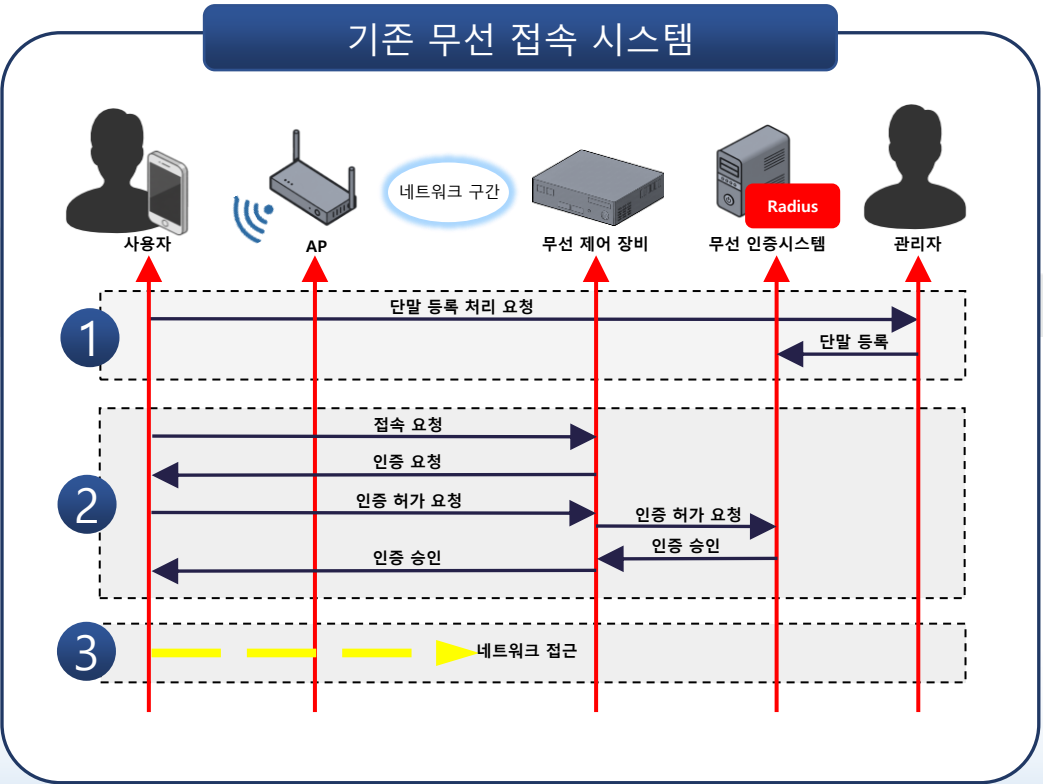 기존 무선 접속 시스템
네트워크 구간
Radius
사용자
AP
무선 제어 장비
무선 인증시스템
관리자
1
단말 등록 처리 요청
단말 등록
2
접속 요청
인증 요청
인증 허가 요청
인증 허가 요청
인증 승인
인증 승인
3
네트워크 접근